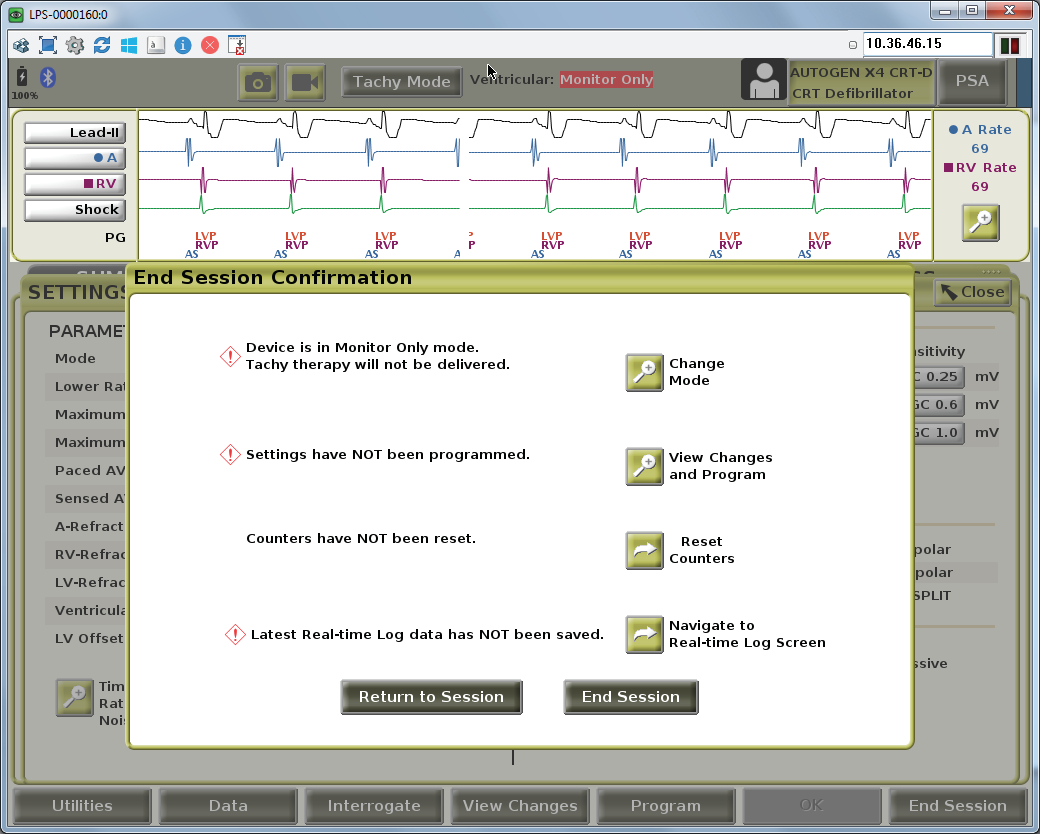 LPS-0000160:0
10.36.46.15
100%
Tachy Mode
Ventricular: Monitor Only
AUTOGEN X4 CRT-D
CRT Defibrillator
PSA
Lead-II
A
RV
Shock
PG
LVP LVP LVP P LVP LVP LVP LVP LVP
RVP RVP RVP P RVP RVP RVP RVP RVP
AS AS AS A AS AS AS AS AS
A Rate
69
RV Rate
69
End Session Confirmation
SETTINGS
Close
PARAMET
Mode
Lower Ra
Maximum
Maximum
Paced AV
Sensed A
A-Refract
RV-Refrac
LV-Refrac
Ventricula
LV Offset
Tim
Rat
Noi
Device is in Monitor Only mode.
Tachy therapy will not be delivered.
Change
Mode
Settings have NOT been programmed.
View Changes
and Program
Counters have NOT been reset.
Reset
Counters
Latest Real-time Log data has NOT been saved.
Navigate to
Real-time Log Screen
Return to Session
End Session
sitivity
C 0.25 mV
GC 0.6 mV
GC 1.0 mV
polar
polar
SPLIT
ssive
Utilities
Data
Interrogate
View Changes
Program
OK
End Session